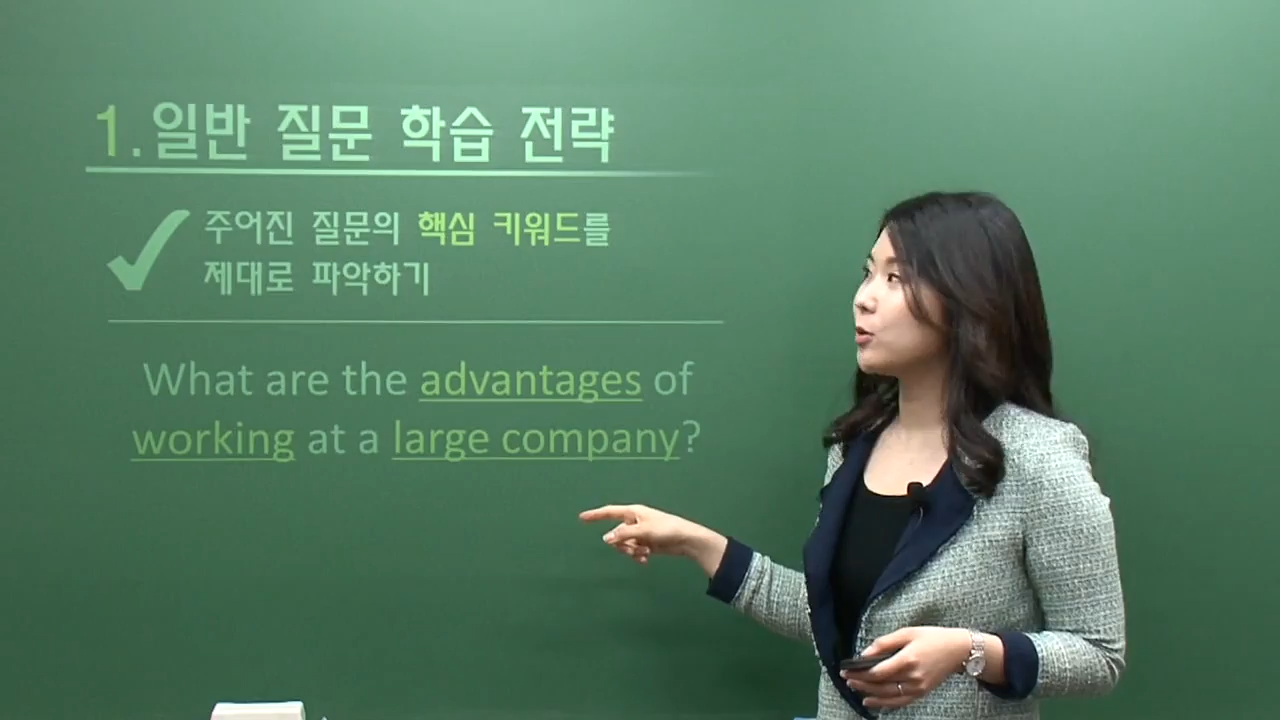 1. 일반 질문 학습 전략
주어진 질문의 핵심 키워드를
제대로 파악하기
What are the advantages of
working at a large company?